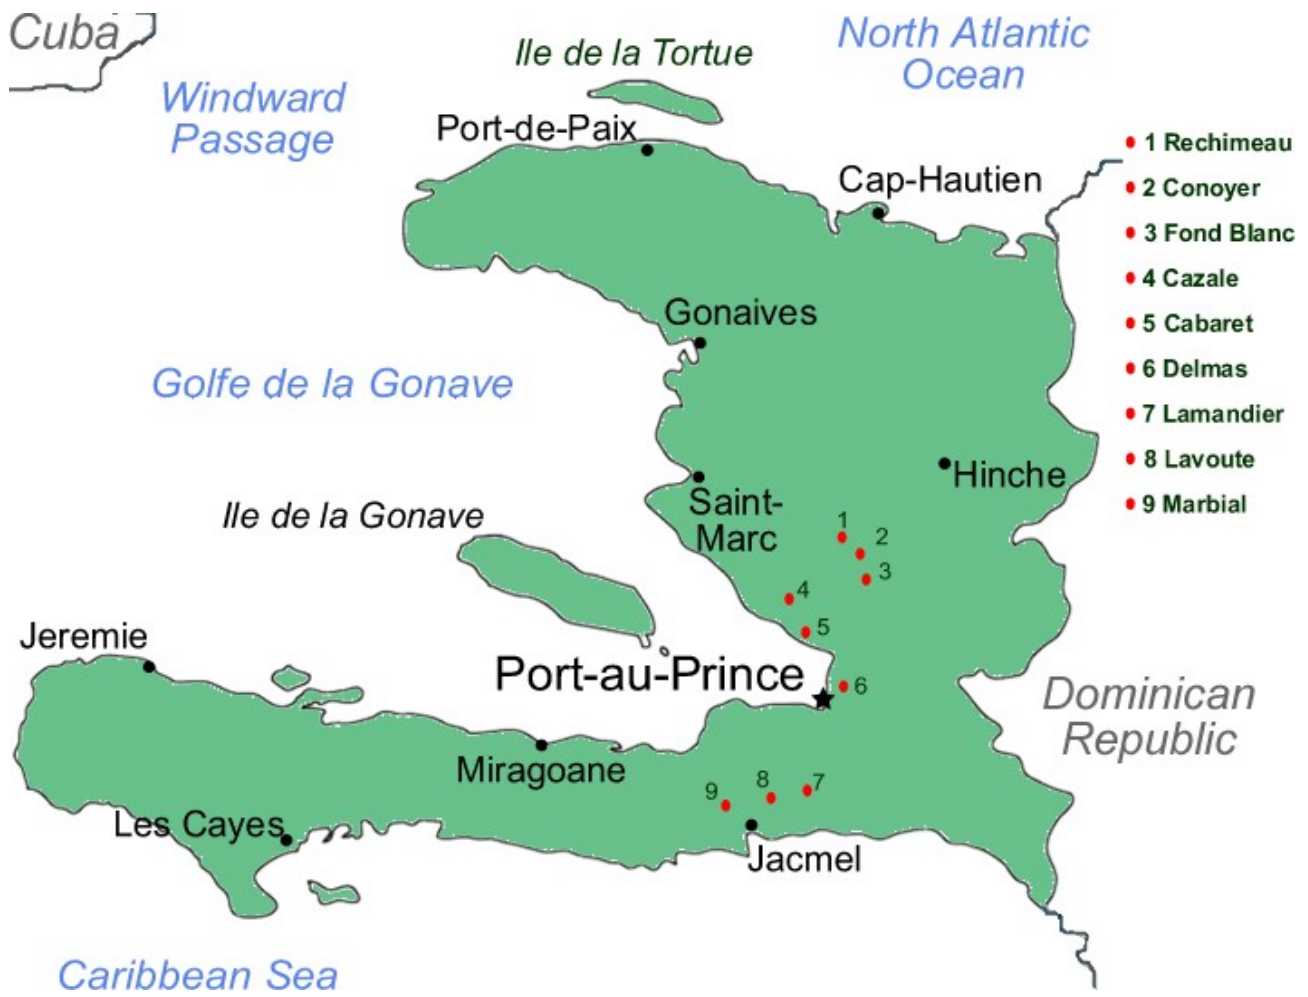 Cuba
Ile de la Tortue
North Atlantic
Ocean
Windward
Passage
Port-de-Paix
Cap-Hautien
1 Rechimeau
2 Conoyer
3 Fond Blanc
4 Cazale
5 Cabaret
6 Delmas
7 Lamandier
8 Lavoute
9 Marbial
Gonaives
Golfe de la Gonave
Hinche
Saint-
Marc
Ile de la Gonave
1
2
3
4
5
Jeremie
Port-au-Prince
6
Dominican
Republic
Miragoane
9
8
7
Les Cayes
Jacmel
Caribbean Sea